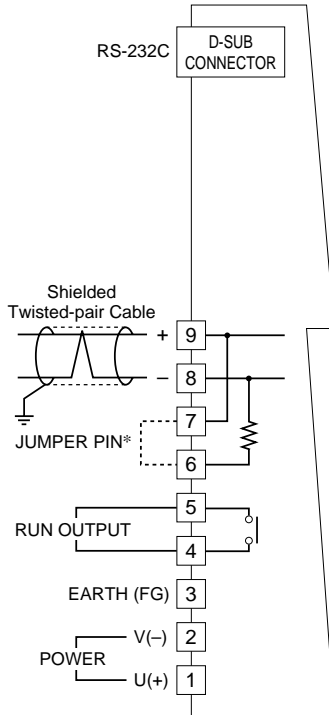 RS-232C
D-SUB
CONNECTOR
Shielded
Twisted-pair Cable
+ 9
– 8
7
JUMPER PIN*
6
5
RUN OUTPUT
4
EARTH (FG) 3
V(–) 2
POWER
U(+) 1